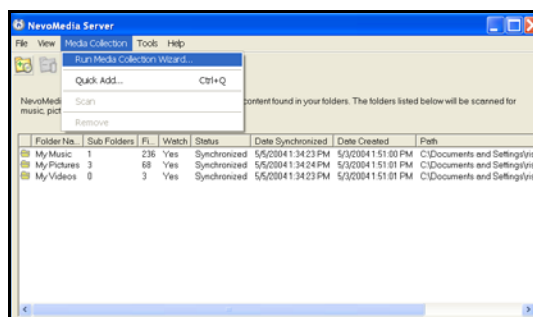 NevoMedia Server
File View Media Collection Tools Help
Run Media Collection Wizard...
Quick Add... Ctrl+Q
Scan
Remove
NevoMedi content found in your folders. The folders listed below will be scanned for
music, pict
Folder Na... Sub Folders Fi... Watch Status Date Synchronized Date Created Path
My Music 1 236 Yes Synchronized 5/5/2004 1:34:23 PM 5/3/2004 1:51:00 PM C:\Documents and Settings\ris
My Pictures 3 68 Yes Synchronized 5/5/2004 1:34:24 PM 5/3/2004 1:51:01 PM C:\Documents and Settings\ris
My Videos 0 3 Yes Synchronized 5/5/2004 1:34:23 PM 5/3/2004 1:51:01 PM C:\Documents and Settings\ris